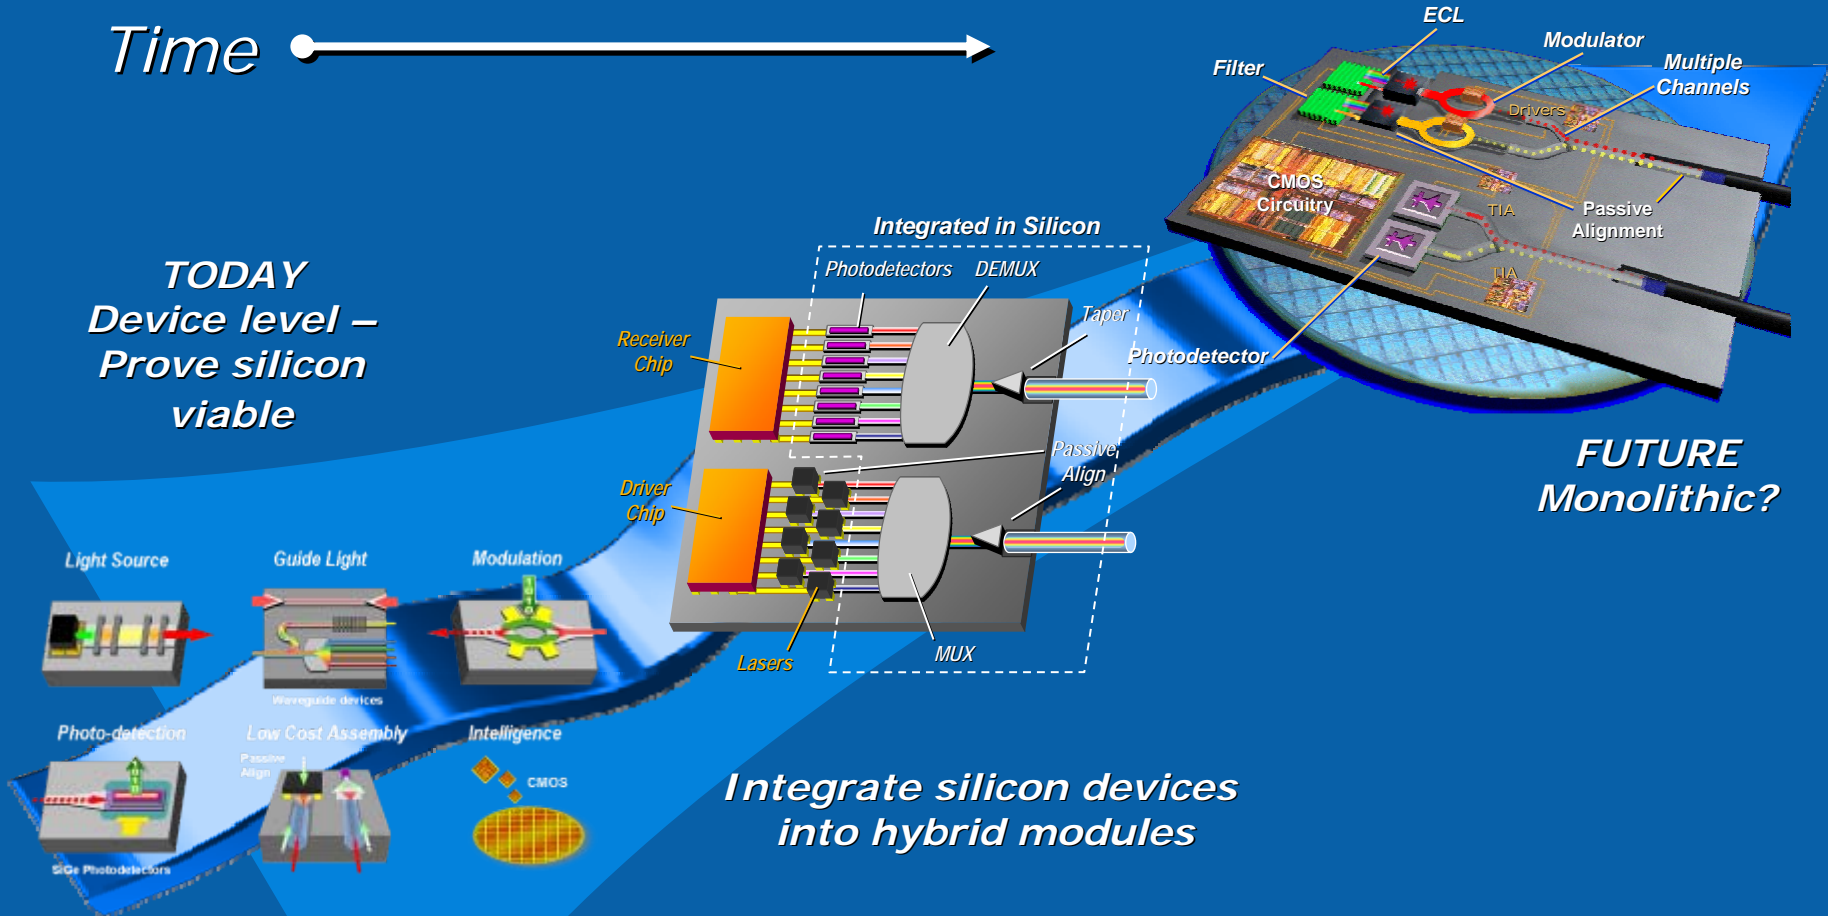 Time
ECL
Modulator
Filter
Multiple
Channels
Drivers
CMOS
Circuitry
TIA
Passive
Alignment
TIA
Photodetector
FUTURE
Monolithic?
TODAY
Device level –
Prove silicon
viable
Integrated in Silicon
Photodetectors
DEMUX
Taper
Receiver
Chip
Passive
Align
Driver
Chip
Lasers
MUX
Light Source
Guide Light
Modulation
Waveguide devices
Photo-detection
Low Cost Assembly
Intelligence
Passive
Align
CMOS
SiGe Photodetectors
Integrate silicon devices
into hybrid modules